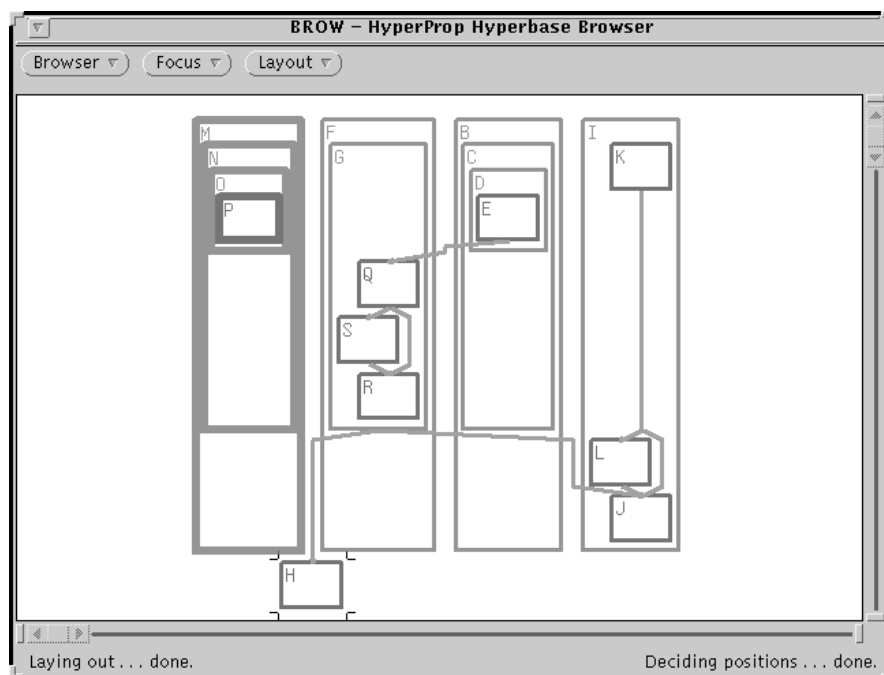 BROW – HyperProp Hyperbase Browser
Browser Focus Layout
M F B I
N G C K
O D
P E
Q
S
R
L
J
H
Laying out . . . done. Deciding positions . . . done.